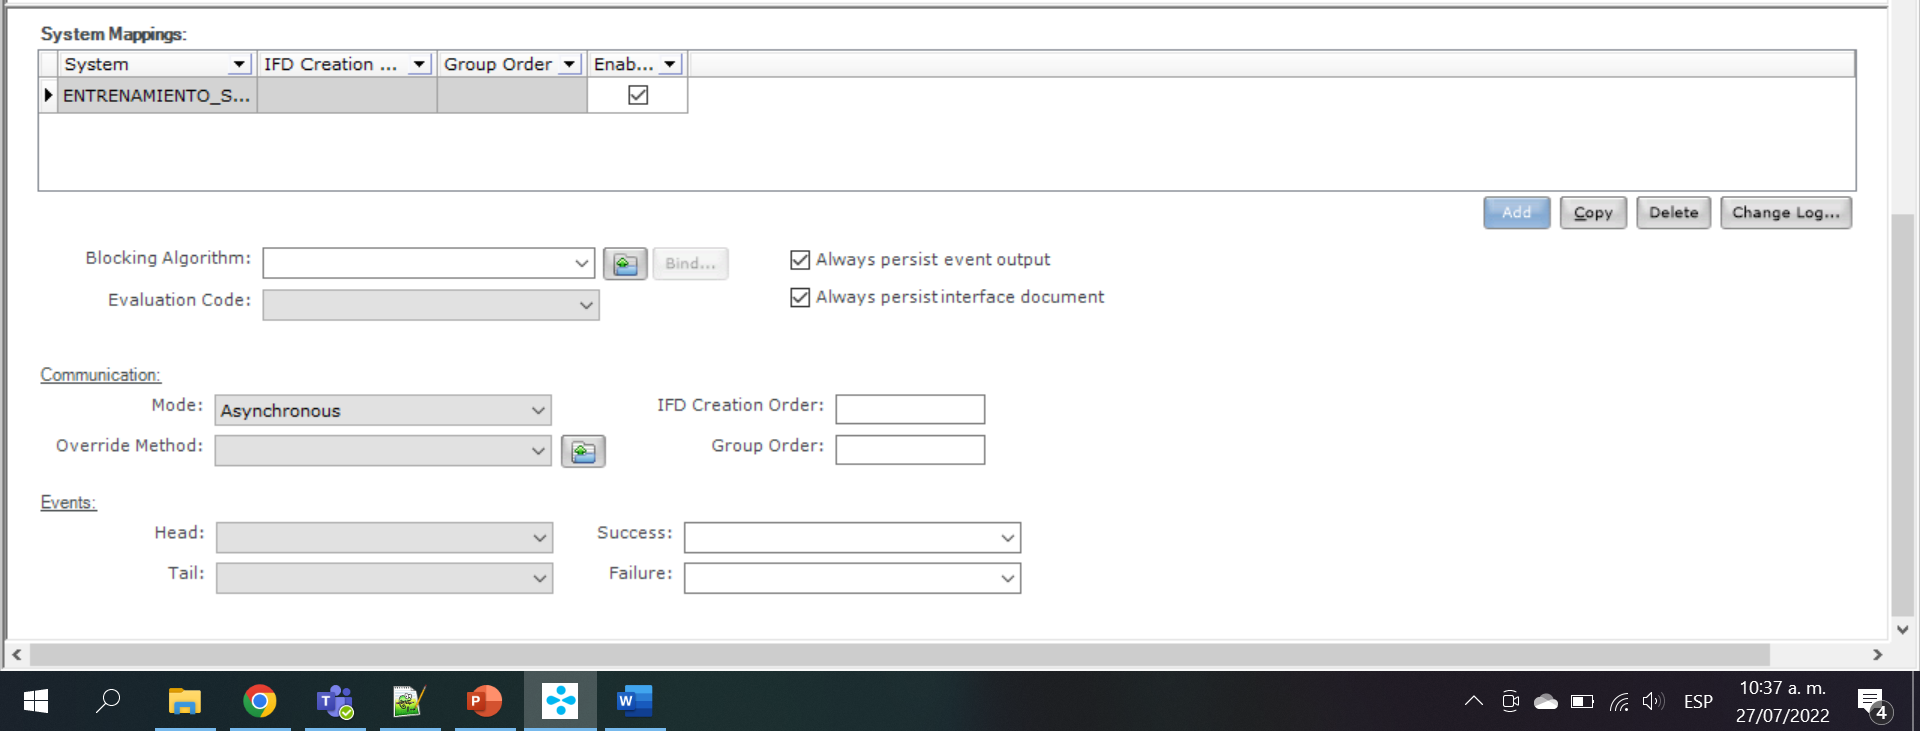 System Mappings:
System IFD Creation ... Group Order Enab...
ENTRENAMIENTO_S...
Add Copy Delete Change Log...
Blocking Algorithm: Bind... Always persist event output
Evaluation Code: Always persist interface document
Communication:
Mode: Asynchronous IFD Creation Order:
Override Method: Group Order:
Events:
Head: Success:
Tail: Failure:
ESP 10:37 a. m.
27/07/2022 4